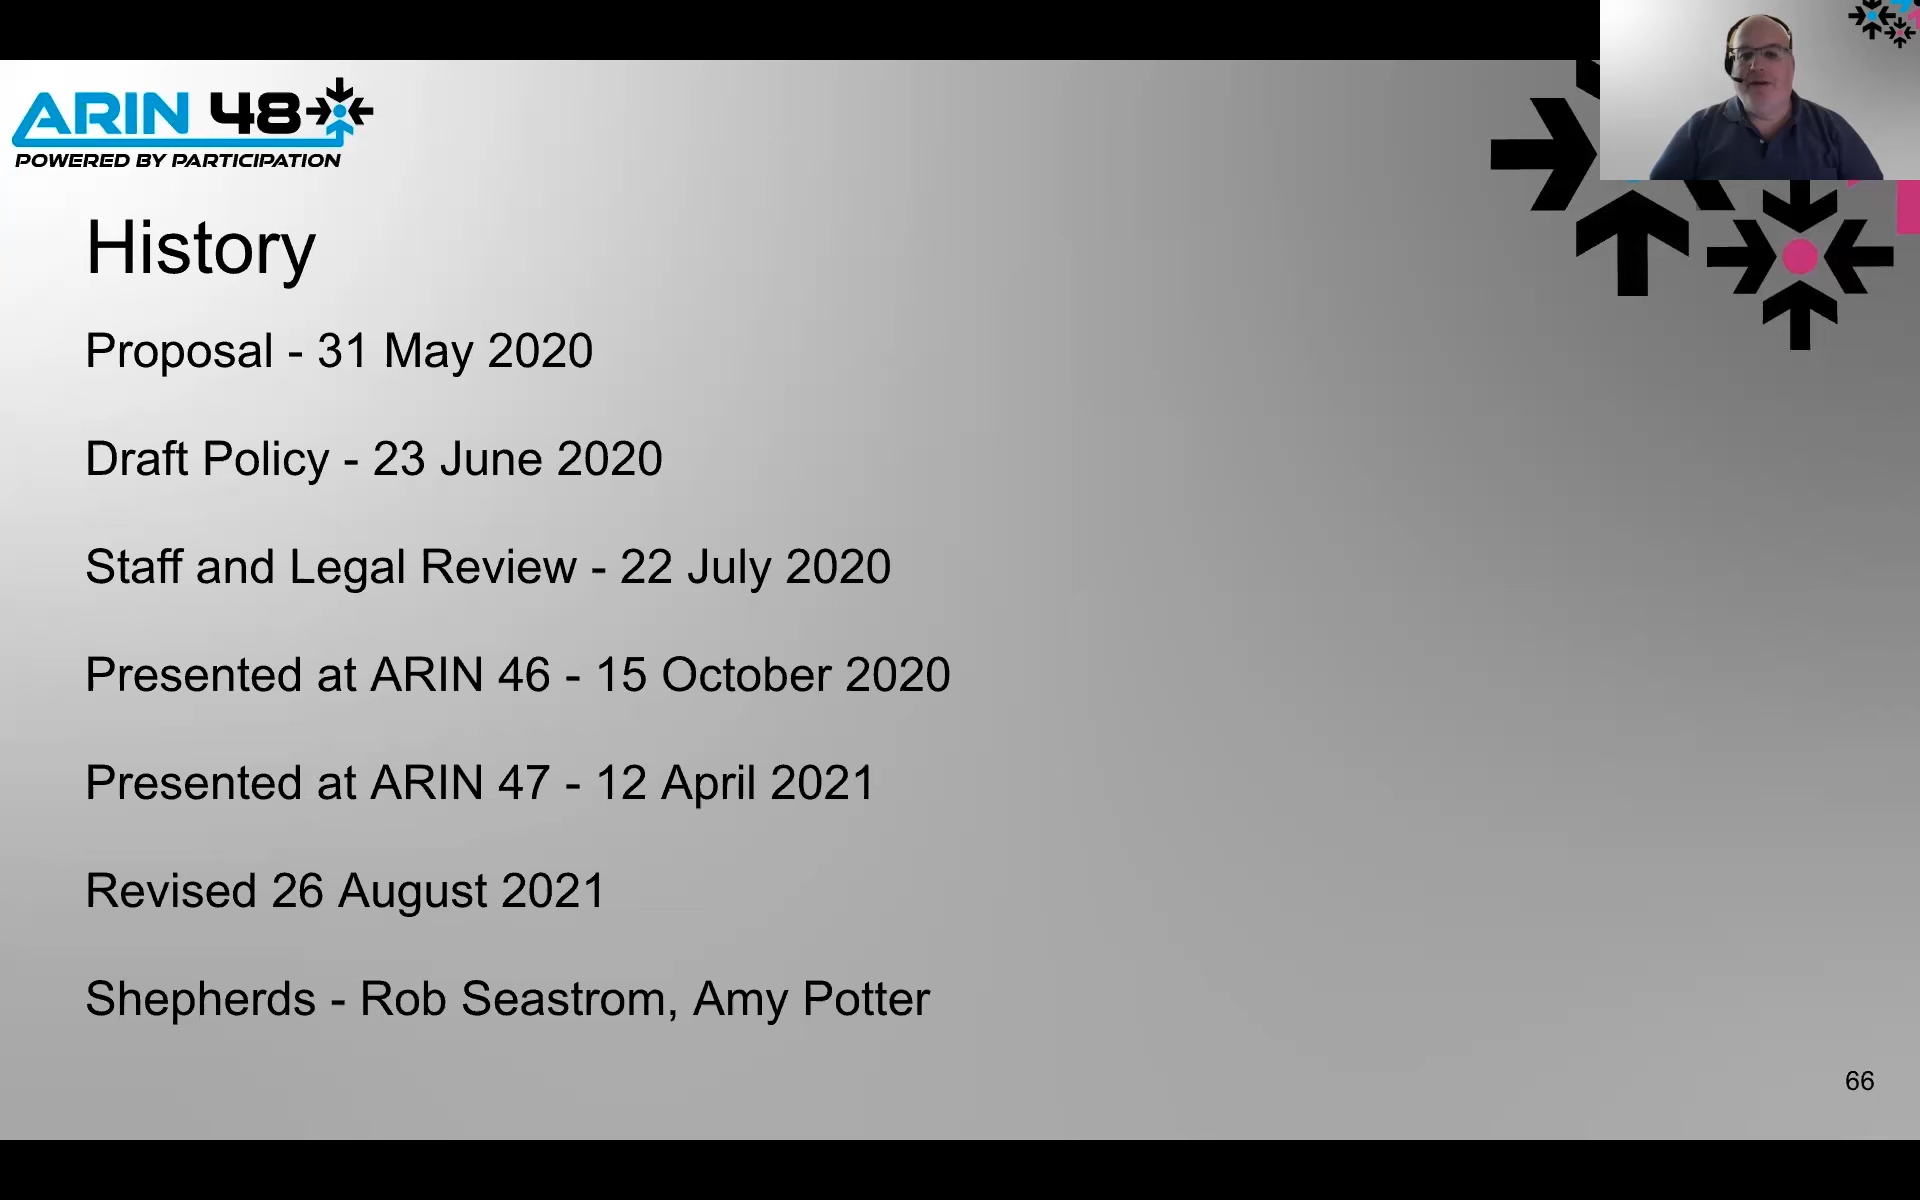 ARIN 48
POWERED BY PARTICIPATION
History
Proposal - 31 May 2020
Draft Policy - 23 June 2020
Staff and Legal Review - 22 July 2020
Presented at ARIN 46 - 15 October 2020
Presented at ARIN 47 - 12 April 2021
Revised 26 August 2021
Shepherds - Rob Seastrom, Amy Potter
66